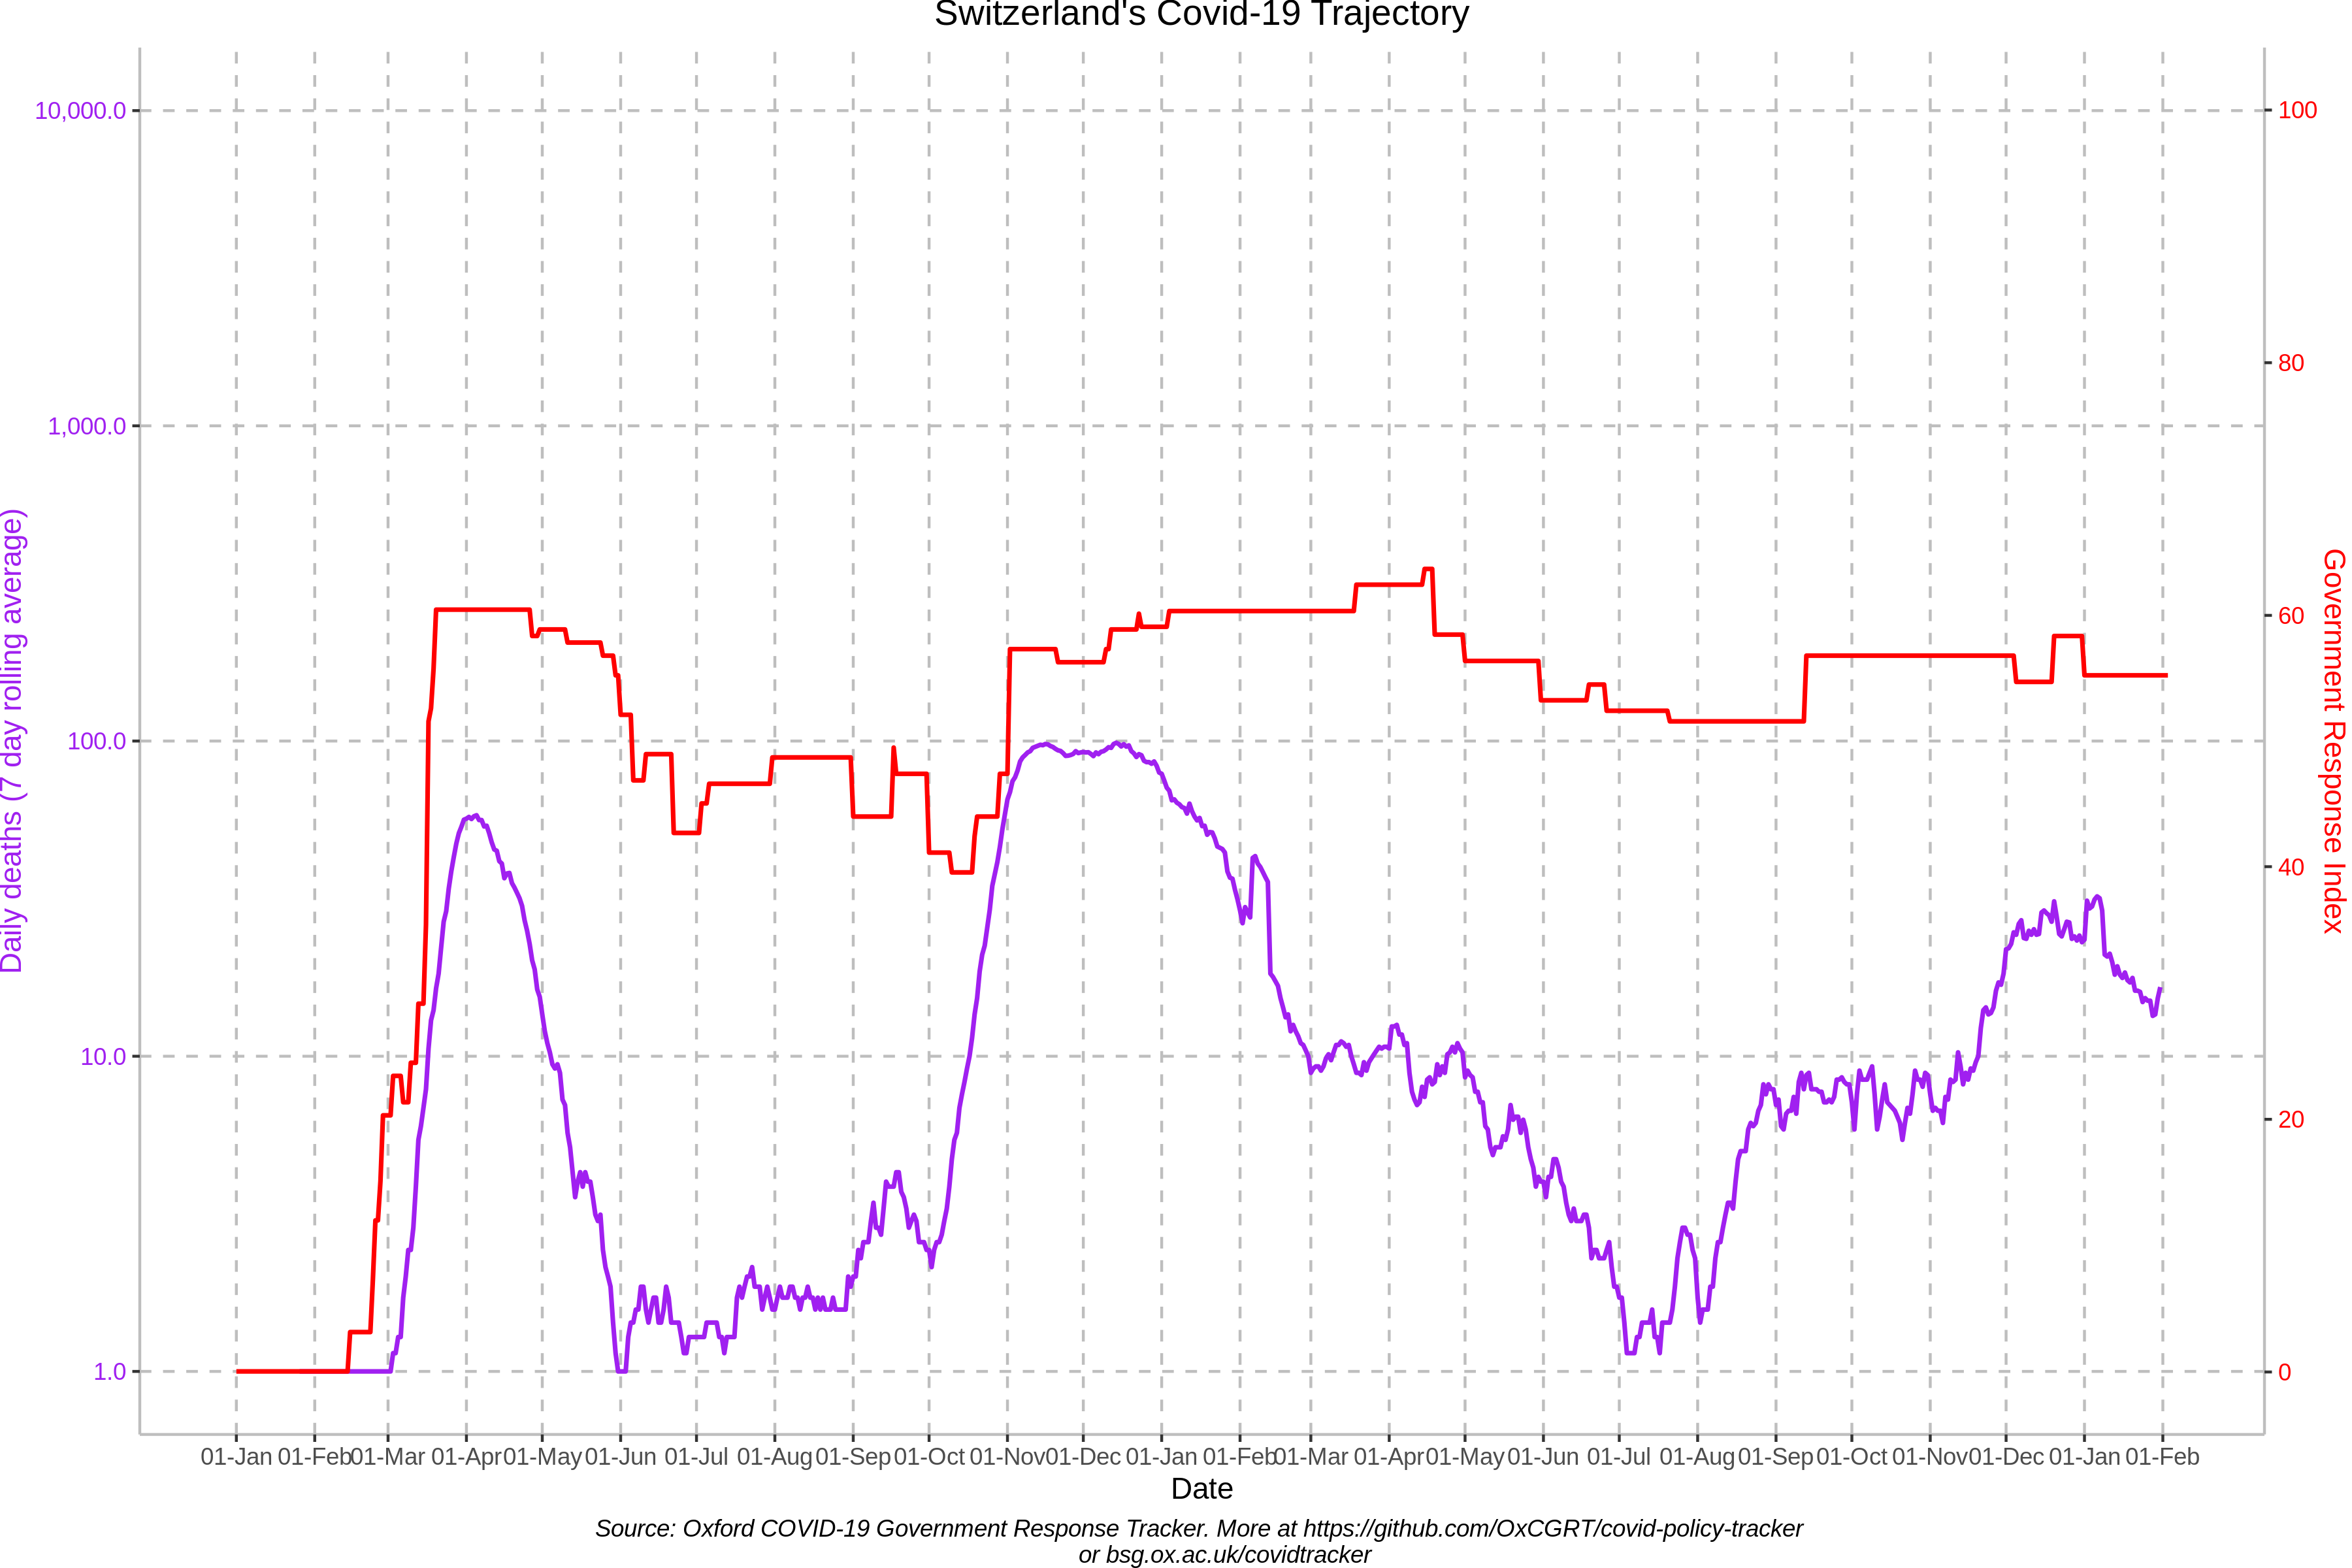 Switzerland's Covid-19 Trajectory
10,000.0
1,000.0
100.0
10.0
1.0
Daily deaths (7 day rolling average)
100
80
60
40
20
0
Government Response Index
01-Jan 01-Feb 01-Mar 01-Apr 01-May 01-Jun 01-Jul 01-Aug 01-Sep 01-Oct 01-Nov 01-Dec 01-Jan 01-Feb 01-Mar 01-Apr 01-May 01-Jun 01-Jul 01-Aug 01-Sep 01-Oct 01-Nov 01-Dec 01-Jan 01-Feb
Date
Source: Oxford COVID-19 Government Response Tracker. More at https://github.com/OxCGRT/covid-policy-tracker
or bsg.ox.ac.uk/covidtracker